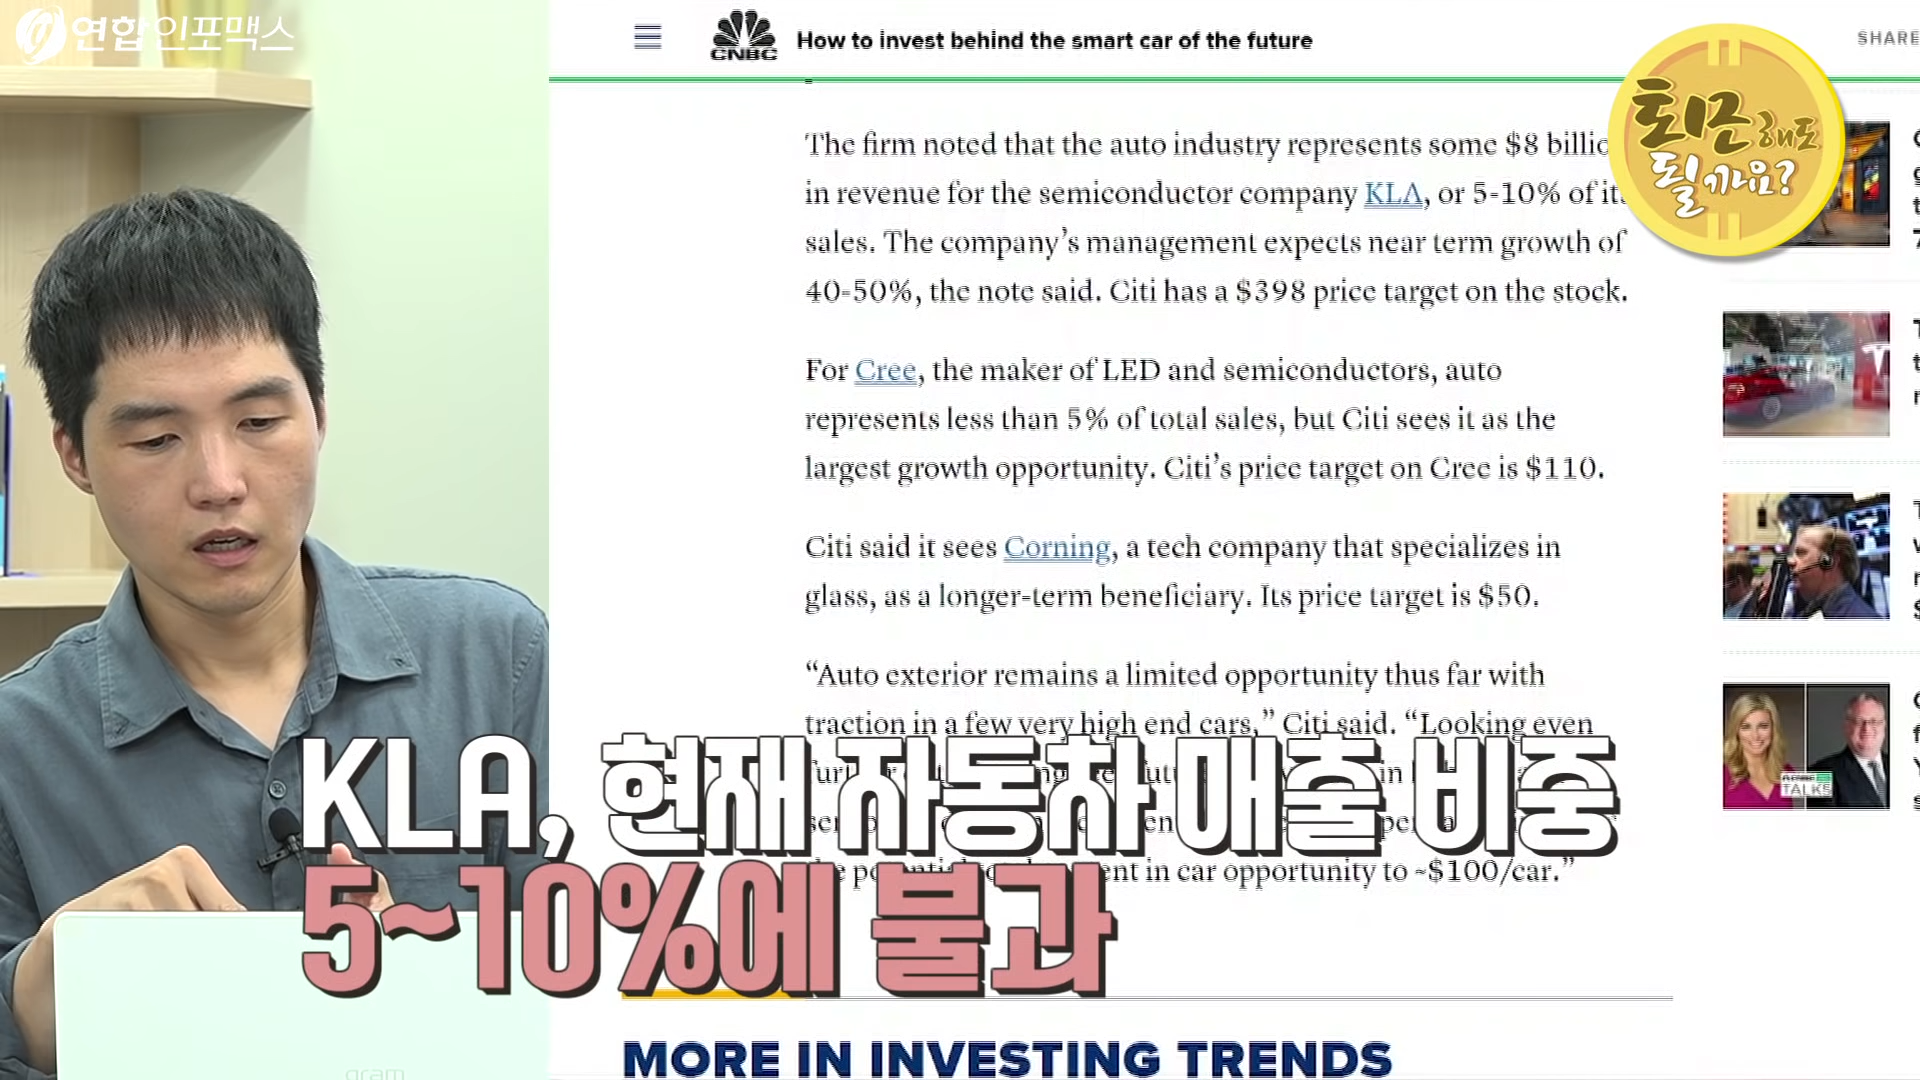 연합인포맥스
CNBC
How to invest behind the smart car of the future
SHARE
퇴근해도
될까요?
The firm noted that the auto industry represents some $8
in revenue for the semiconductor company KLA, or 5-10% of
sales. The company's management expects near term growth of
40-50%, the note said. Citi has a $398 price target on the stock.
For Cree, the maker of LED and semiconductors, auto
represents less than 5% of total sales, but Citi sees it as the
largest growth opportunity. Citi's price target on Cree is $110.
Citi said it sees Corning, a tech company that specializes in
glass, as a longer-term beneficiary. Its price target is $50.
“Auto exterior remains a limited opportunity thus far with
traction in a few very high end cars,” Citi said. “Looking even
in car opportunity to ~$100/car.”
KLA, 현재 자동차 매출 비중
5~10%에 불과
TALKS
MORE IN INVESTING TRENDS
gram